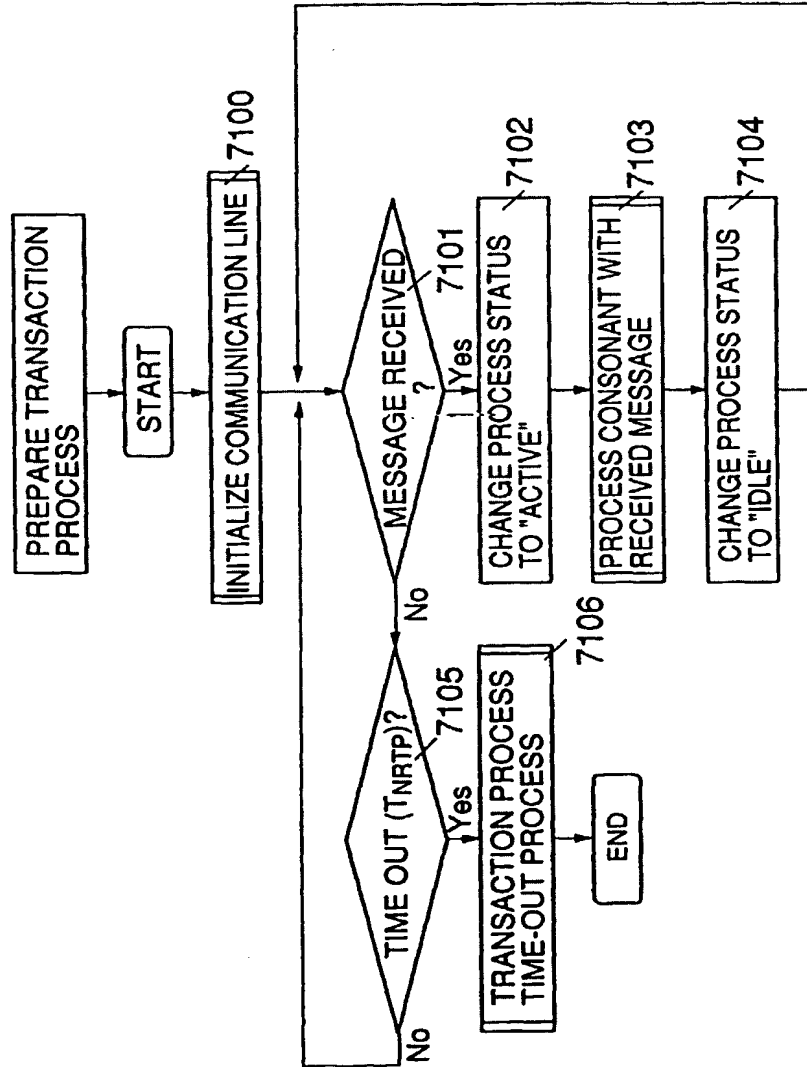 PREPARE TRANSACTION
PROCESS
START
INITIALIZE COMMUNICATION LINE
7100
MESSAGE RECEIVED
?
7101
Yes
No
CHANGE PROCESS STATUS
TO "ACTIVE"
7102
PROCESS CONSONANT WITH
RECEIVED MESSAGE
7103
CHANGE PROCESS STATUS
TO "IDLE"
7104
TIME OUT (TNRTP)?
7105
Yes
No
TRANSACTION PROCESS
TIME-OUT PROCESS
7106
END